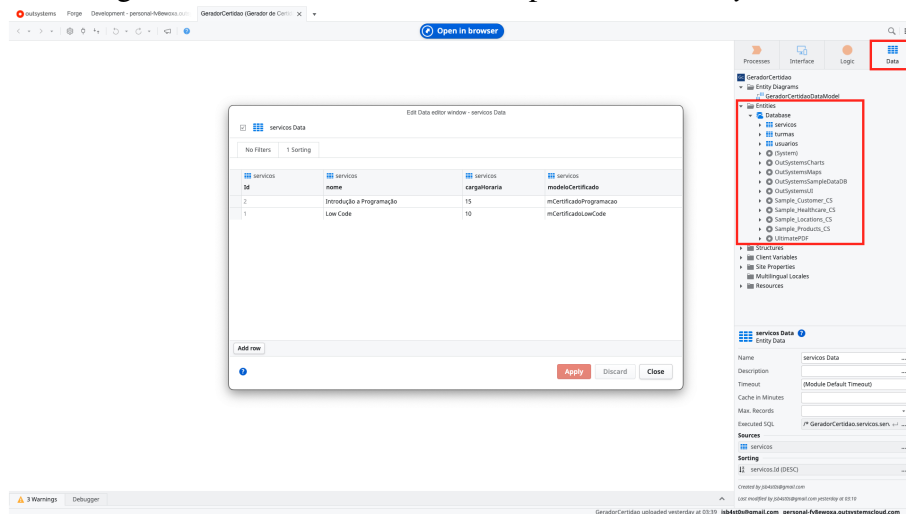 outsystems Forge Development - personal-fv8ewoxa.outs GeradorCertidao (Gerador de Certi
Open in browser
Processes Interface Logic Data
GeradorCertidao
Entity Diagrams
GeradorCertidaoDataModel
Entities
Database
servicos
turmas
usuarios
(System)
OutSystemsCharts
OutSystemsMaps
OutSystemsSampleDataDB
OutSystemsUI
Sample_Customer_CS
Sample_Healthcare_CS
Sample_Locations_CS
Sample_Products_CS
UltimatePDF
Structures
Client Variables
Site Properties
Multilingual Locales
Resources
Edit Data editor window - servicos Data
servicos Data
No Filters 1 Sorting
servicos servicos servicos servicos
Id nome cargaHoraria modeloCertificado
2 Introdução a Programação 15 mCertificadoProgramacao
1 Low Code 10 mCertificadoLowCode
Add row
? Apply Discard Close
servicos Data ?
Entity Data
Name servicos Data ...
Description ...
Timeout (Module Default Timeout)
Cache in Minutes
Max. Records
Executed SQL /* GeradorCertidao.servicos.sen. ...
Sources
servicos ...
Sorting
servicos.Id (DESC) ...
Created by jsb4st0s@gmail.com
Last modified by jsb4st0s@gmail.com yesterday at 03:19
3 Warnings Debugger
GeradorCertidao uploaded yesterday at 03:39 jsb4st0s@gmail.com personal-fv8ewoxa.outsystemscloud.com